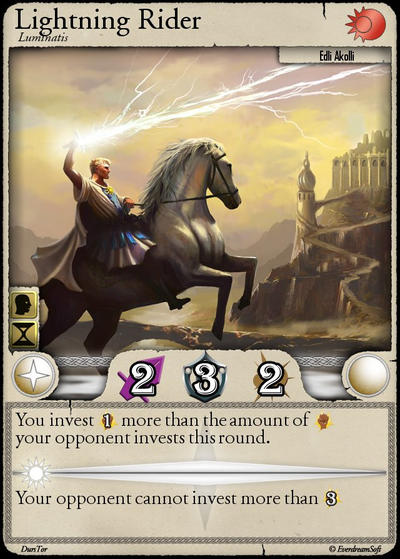 Lightning Rider
Luminatis
Edli Akolli
2 3 2
You invest 1 more than the amount of
your opponent invests this round.
Your opponent cannot invest more than 3
DunTor
© EverdreamSoft